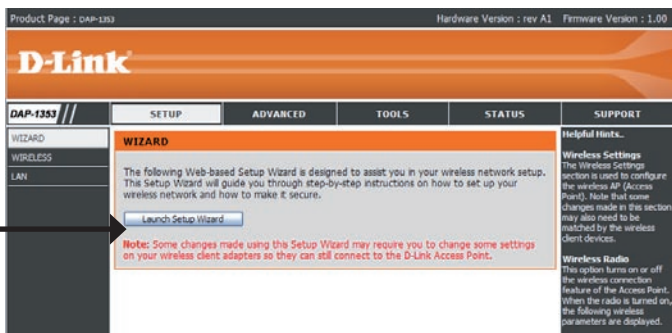 Product Page : DAP-1353
Hardware Version : rev A1
Firmware Version : 1.00
D-Link
DAP-1353 //
SETUP
ADVANCED
TOOLS
STATUS
SUPPORT
WIZARD
WIRELESS
LAN
WIZARD
The following Web-based Setup Wizard is designed to assist you in your wireless network setup.
This Setup Wizard will guide you through step-by-step instructions on how to set up your
wireless network and how to make it secure.
Launch Setup Wizard
Note: Some changes made using this Setup Wizard may require you to change some settings
on your wireless client adapters so they can still connect to the D-Link Access Point.
Helpful Hints..
Wireless Settings
The Wireless Settings
section is used to configure
the wireless AP (Access
Point). Note that some
changes made in this section
may also need to be
matched by the wireless
client devices.
Wireless Radio
This option turns on or off
the wireless connection
feature of the Access Point.
When the radio is turned on,
the following wireless
parameters are displayed.